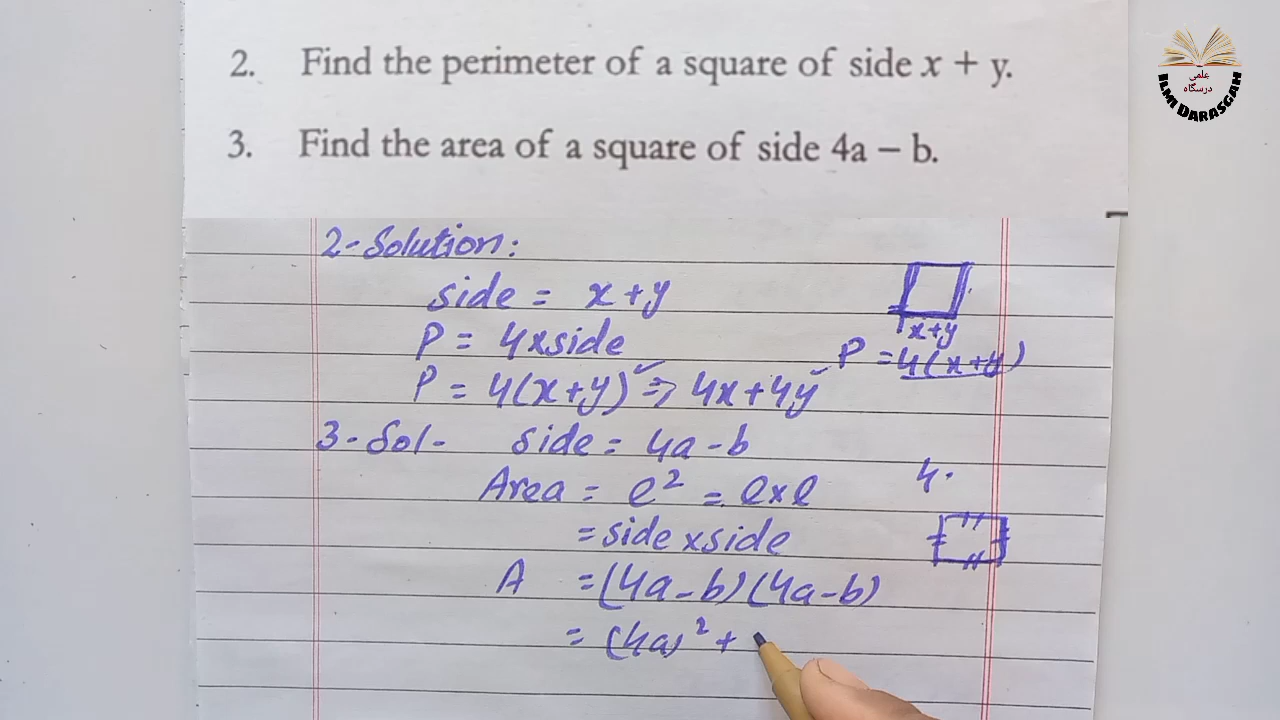 2. Find the perimeter of a square of side x + y.
3. Find the area of a square of side 4a – b.
علمی
درسگاہ
ILMI DARASGAH
2-Solution:
side = x+y
P = 4xside
P = 4(x+y) ⇒ 4x+4y
x+y
P = 4(x+y)
3-Sol- side = 4a-b
Area = l² = lxl
4.
= side xside
A = (4a-b)(4a-b)
= (4a)² +